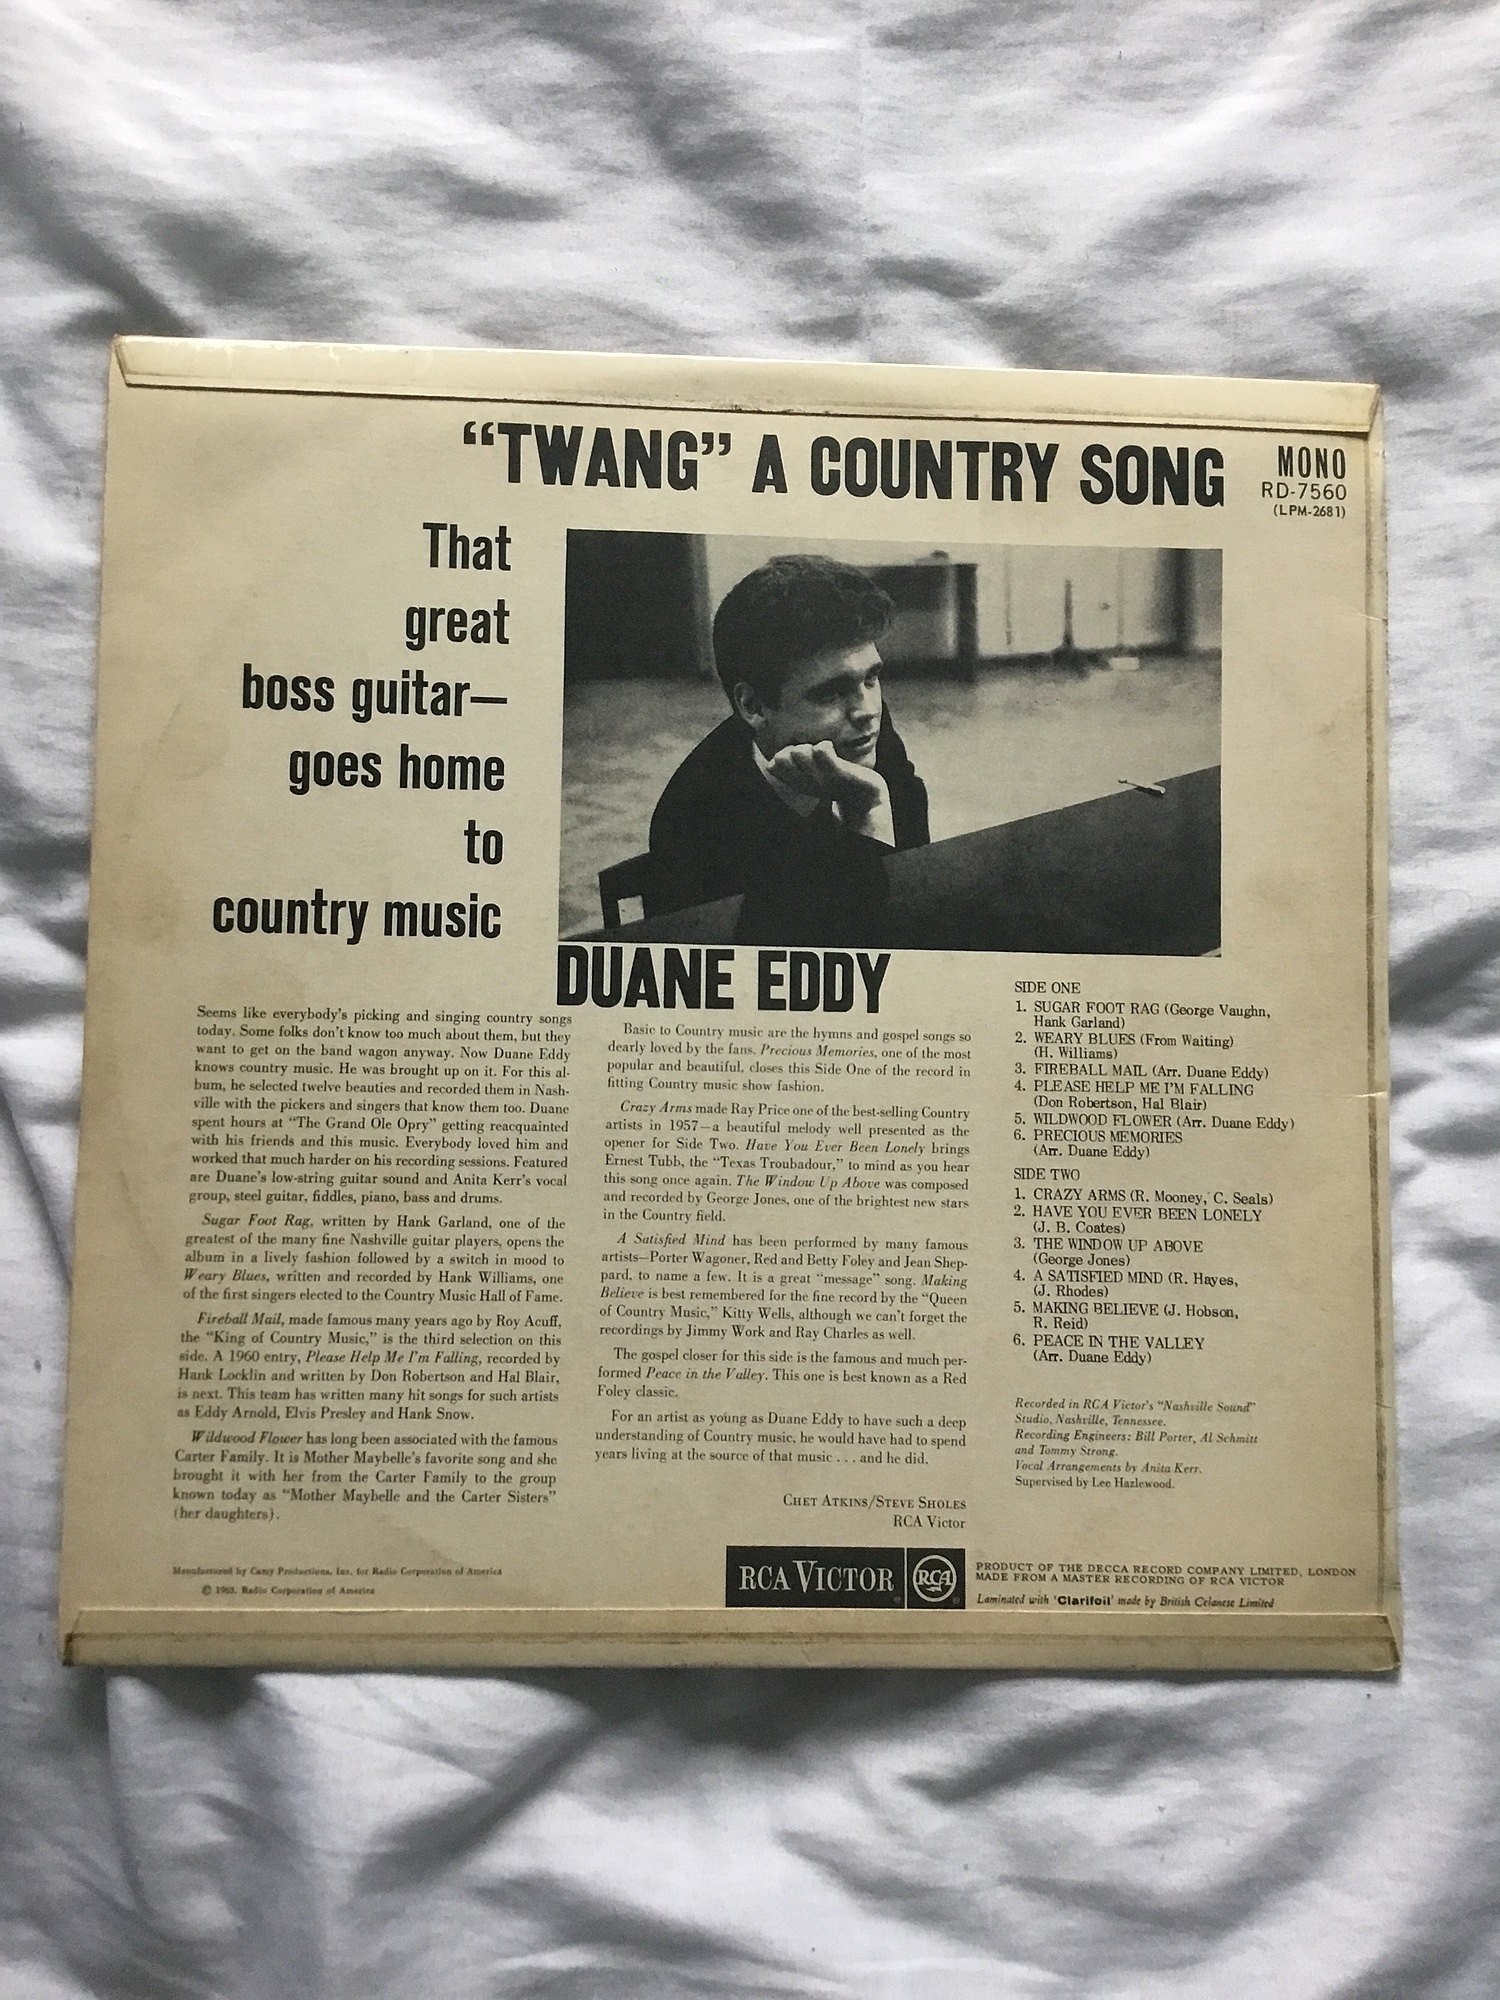 “TWANG” A COUNTRY SONG
MONO
RD-7560
(LPM-2681)
That
great
boss guitar—
goes home
to
country music
DUANE EDDY
Seems like everybody's picking and singing country songs
today. Some folks don't know too much about them, but they
want to get on the band wagon anyway. Now Duane Eddy
knows country music. He was brought up on it. For this al-
bum, he selected twelve beauties and recorded them in Nash-
ville with the pickers and singers that know them too. Duane
spent hours at “The Grand Ole Opry” getting reacquainted
with his friends and this music. Everybody loved him and
worked that much harder on his recording sessions. Featured
are Duane's low-string guitar sound and Anita Kerr's vocal
group, steel guitar, fiddles, piano, bass and drums.
Sugar Foot Rag, written by Hank Garland, one of the
greatest of the many fine Nashville guitar players, opens the
album in a lively fashion followed by a switch in mood to
Weary Blues, written and recorded by Hank Williams, one
of the first singers elected to the Country Music Hall of Fame.
Fireball Mail, made famous many years ago by Roy Acuff,
the “King of Country Music,” is the third selection on this
side. A 1960 entry, Please Help Me I'm Falling, recorded by
Hank Locklin and written by Don Robertson and Hal Blair,
is next. This team has written many hit songs for such artists
as Eddy Arnold, Elvis Presley and Hank Snow.
Wildwood Flower has long been associated with the famous
Carter Family. It is Mother Maybelle's favorite song and she
brought it with her from the Carter Family to the group
known today as “Mother Maybelle and the Carter Sisters”
(her daughters).
Basic to Country music are the hymns and gospel songs so
dearly loved by the fans. Precious Memories, one of the most
popular and beautiful, closes this Side One of the record in
fitting Country music show fashion.
Crazy Arms made Ray Price one of the best-selling Country
artists in 1957—a beautiful melody well presented as the
opener for Side Two. Have You Ever Been Lonely brings
Ernest Tubb, the “Texas Troubadour,” to mind as you hear
this song once again. The Window Up Above was composed
and recorded by George Jones, one of the brightest new stars
in the Country field.
A Satisfied Mind has been performed by many famous
artists—Porter Wagoner, Red and Betty Foley and Jean Shep-
pard, to name a few. It is a great “message” song. Making
Believe is best remembered for the fine record by the “Queen
of Country Music,” Kitty Wells, although we can't forget the
recordings by Jimmy Work and Ray Charles as well.
The gospel closer for this side is the famous and much per-
formed Peace in the Valley. This one is best known as a Red
Foley classic.
For an artist as young as Duane Eddy to have such a deep
understanding of Country music, he would have had to spend
years living at the source of that music . . . and he did.
CHET ATKINS/STEVE SHOLES
RCA Victor
SIDE ONE
1. SUGAR FOOT RAG (George Vaughn,
Hank Garland)
2. WEARY BLUES (From Waiting)
(H. Williams)
3. FIREBALL MAIL (Arr. Duane Eddy)
4. PLEASE HELP ME I'M FALLING
(Don Robertson, Hal Blair)
5. WILDWOOD FLOWER (Arr. Duane Eddy)
6. PRECIOUS MEMORIES
(Arr. Duane Eddy)
SIDE TWO
1. CRAZY ARMS (R. Mooney, C. Seals)
2. HAVE YOU EVER BEEN LONELY
(J. B. Coates)
3. THE WINDOW UP ABOVE
(George Jones)
4. A SATISFIED MIND (R. Hayes,
(J. Rhodes)
5. MAKING BELIEVE (J. Hobson,
R. Reid)
6. PEACE IN THE VALLEY
(Arr. Duane Eddy)
Recorded in RCA Victor's “Nashville Sound”
Studio, Nashville, Tennessee.
Recording Engineers: Bill Porter, Al Schmitt
and Tommy Strong.
Vocal Arrangements by Anita Kerr.
Supervised by Lee Hazlewood.
Manufactured by Camy Productions, Inc. for Radio Corporation of America
© 1963, Radio Corporation of America
RCA VICTOR
RCA
PRODUCT OF THE DECCA RECORD COMPANY LIMITED, LONDON
MADE FROM A MASTER RECORDING OF RCA VICTOR
Laminated with 'Clarifoil' made by British Celanese Limited